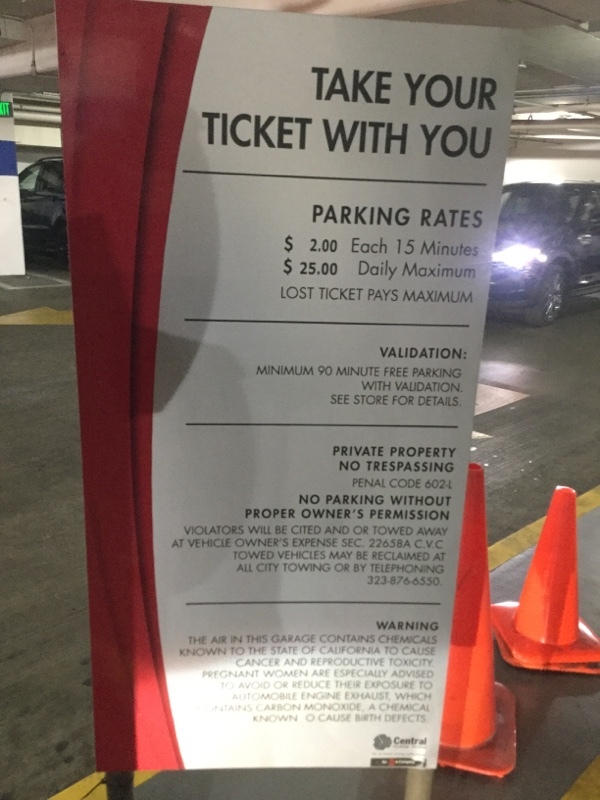 EXIT
TAKE YOUR
TICKET WITH YOU
PARKING RATES
$ 2.00 Each 15 Minutes
$ 25.00 Daily Maximum
LOST TICKET PAYS MAXIMUM
VALIDATION:
MINIMUM 90 MINUTE FREE PARKING
WITH VALIDATION.
SEE STORE FOR DETAILS.
PRIVATE PROPERTY
NO TRESPASSING
PENAL CODE 602-L
NO PARKING WITHOUT
PROPER OWNER'S PERMISSION
VIOLATORS WILL BE CITED AND OR TOWED AWAY
AT VEHICLE OWNER'S EXPENSE SEC. 22658A C.V.C
TOWED VEHICLES MAY BE RECLAIMED AT
ALL CITY TOWING OR BY TELEPHONING
323-876-6550.
WARNING
THE AIR IN THIS GARAGE CONTAINS CHEMICALS
KNOWN TO THE STATE OF CALIFORNIA TO CAUSE
CANCER AND REPRODUCTIVE TOXICITY.
PREGNANT WOMEN ARE ESPECIALLY ADVISED
TO AVOID OR REDUCE THEIR EXPOSURE TO
AUTOMOBILE ENGINE EXHAUST, WHICH
NTAINS CARBON MONOXIDE, A CHEMICAL
KNOWN O CAUSE BIRTH DEFECTS.
Central